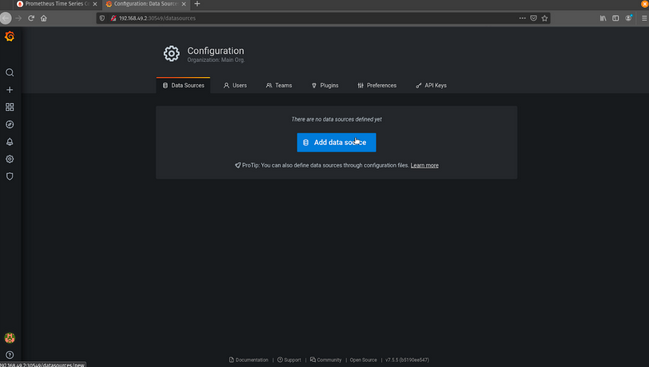 Prometheus Time Series
Configuration: Data Sourc
192.168.49.2:30549/datasources
Configuration
Organization: Main Org.
Data Sources
Users
Teams
Plugins
Preferences
API Keys
There are no data sources defined yet
Add data source
ProTip: You can also define data sources through configuration files. Learn more
Documentation | Support | Community | Open Source | v7.5.5 (b5190ee547)
192.168.49.2:30549/datasources/new